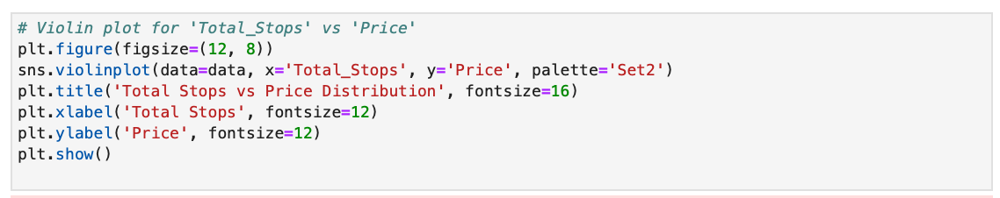 # Violin plot for 'Total_Stops' vs 'Price'
plt.figure(figsize=(12, 8))
sns.violinplot(data=data, x='Total_Stops', y='Price', palette='Set2')
plt.title('Total Stops vs Price Distribution', fontsize=16)
plt.xlabel('Total Stops', fontsize=12)
plt.ylabel('Price', fontsize=12)
plt.show()